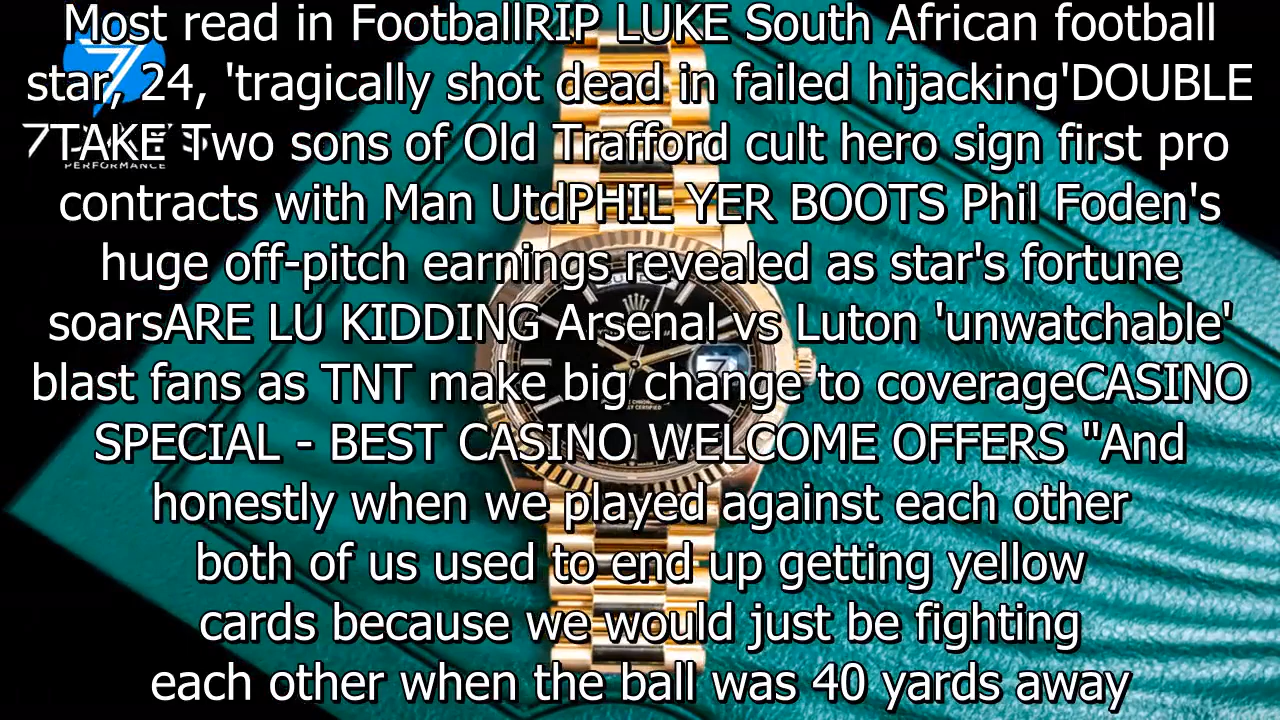 Most read in FootballRIP LUKE South African football
star, 24, 'tragically shot dead in failed hijacking'DOUBLE
TAKE Two sons of Old Trafford cult hero sign first pro
contracts with Man UtdPHIL YER BOOTS Phil Foden's
huge off-pitch earnings revealed as star's fortune
soarsARE LU KIDDING Arsenal vs Luton 'unwatchable'
blast fans as TNT make big change to coverageCASINO
SPECIAL - BEST CASINO WELCOME OFFERS "And
honestly when we played against each other
both of us used to end up getting yellow
cards because we would just be fighting
each other when the ball was 40 yards away
7
PERFORMANCE